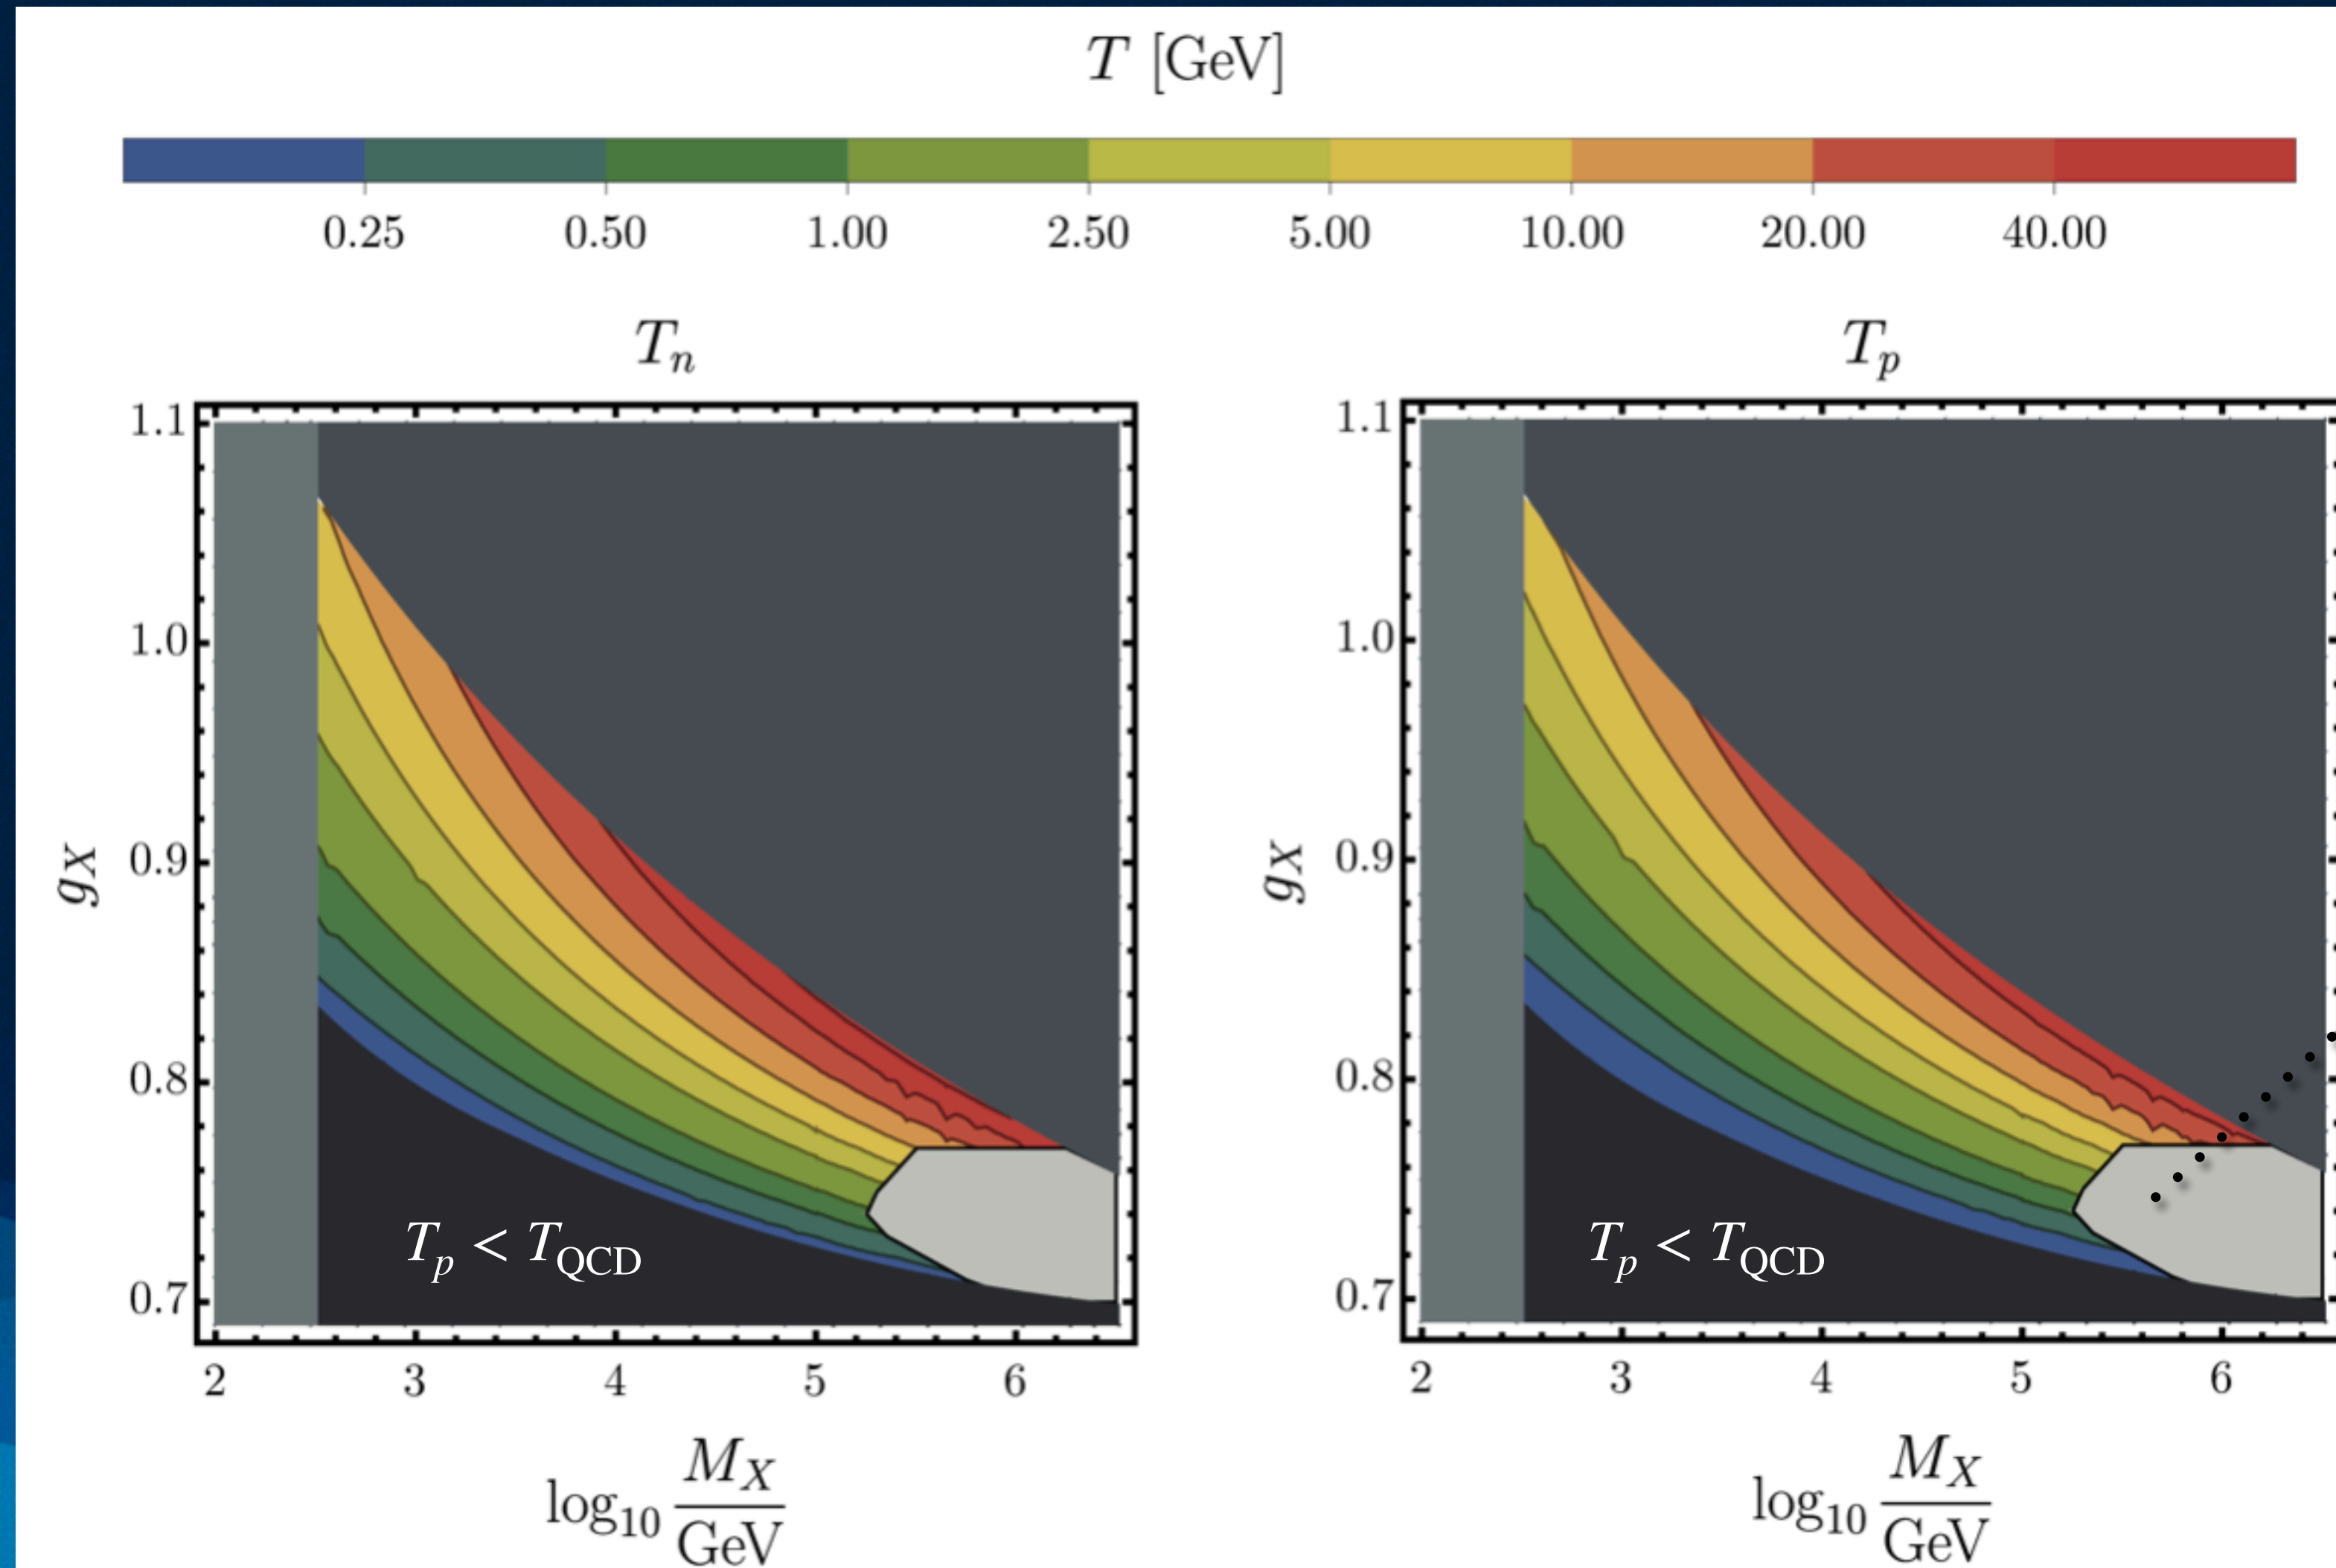 T [GeV]
0.25 0.50 1.00 2.50 5.00 10.00 20.00 40.00
Tₙ
1.1
1.0
0.9
0.8
0.7
g_X
T_p < T_QCD
2 3 4 5 6
log₁₀ M_X/GeV
T_p
1.1
1.0
0.9
0.8
0.7
g_X
T_p < T_QCD
2 3 4 5 6
log₁₀ M_X/GeV